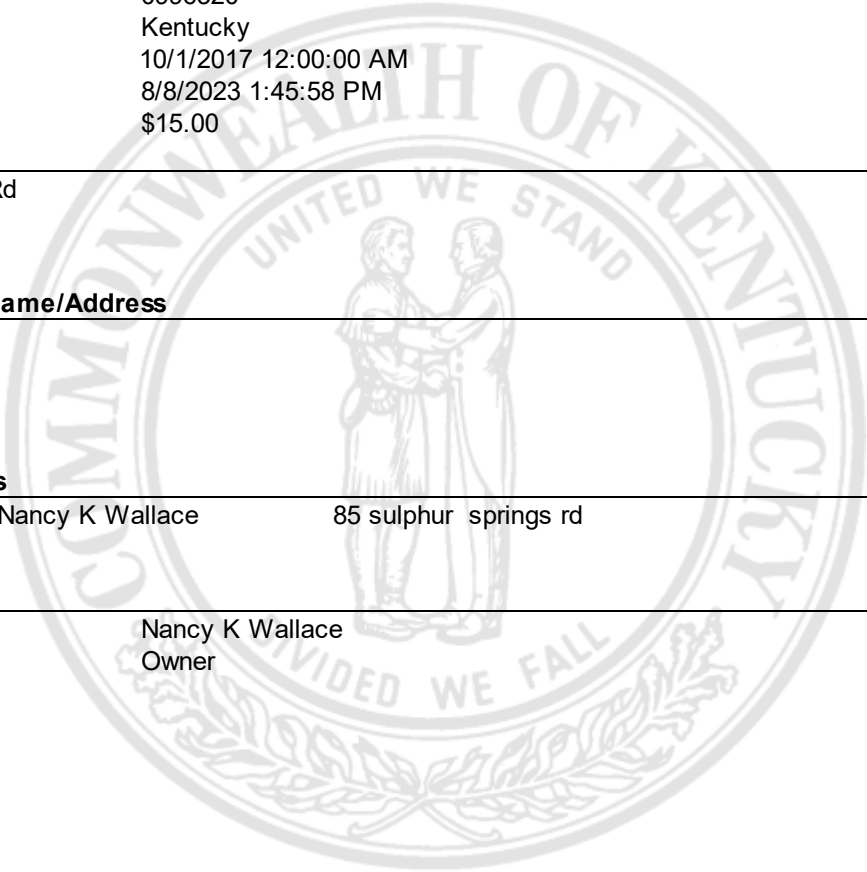 Kentucky
10/1/2017 12:00:00 AM
8/8/2023 1:45:58 PM
$15.00
Rd
ame/Address
s
Nancy K Wallace 85 sulphur springs rd
Nancy K Wallace
Owner
COMMONWEALTH OF KENTUCKY
UNITED WE STAND
DIVIDED WE FALL